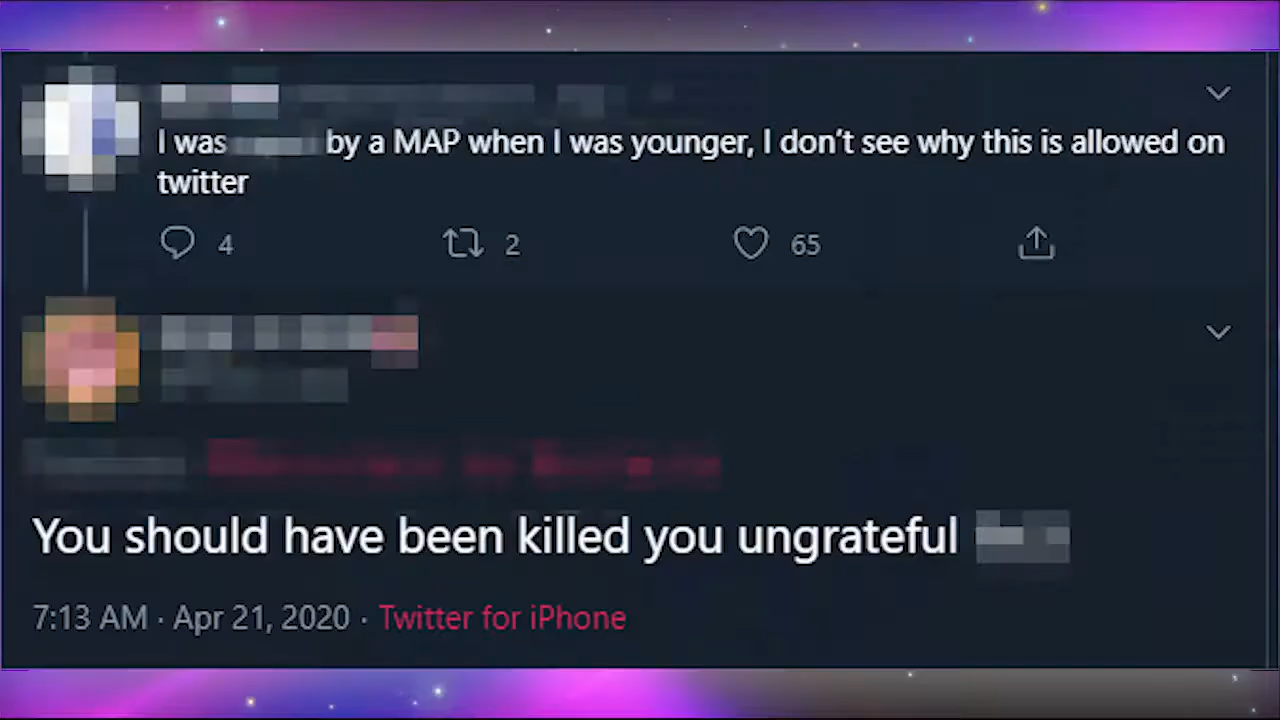 I was by a MAP when I was younger, I don't see why this is allowed on
twitter
4 2 65
You should have been killed you ungrateful
7:13 AM · Apr 21, 2020 · Twitter for iPhone